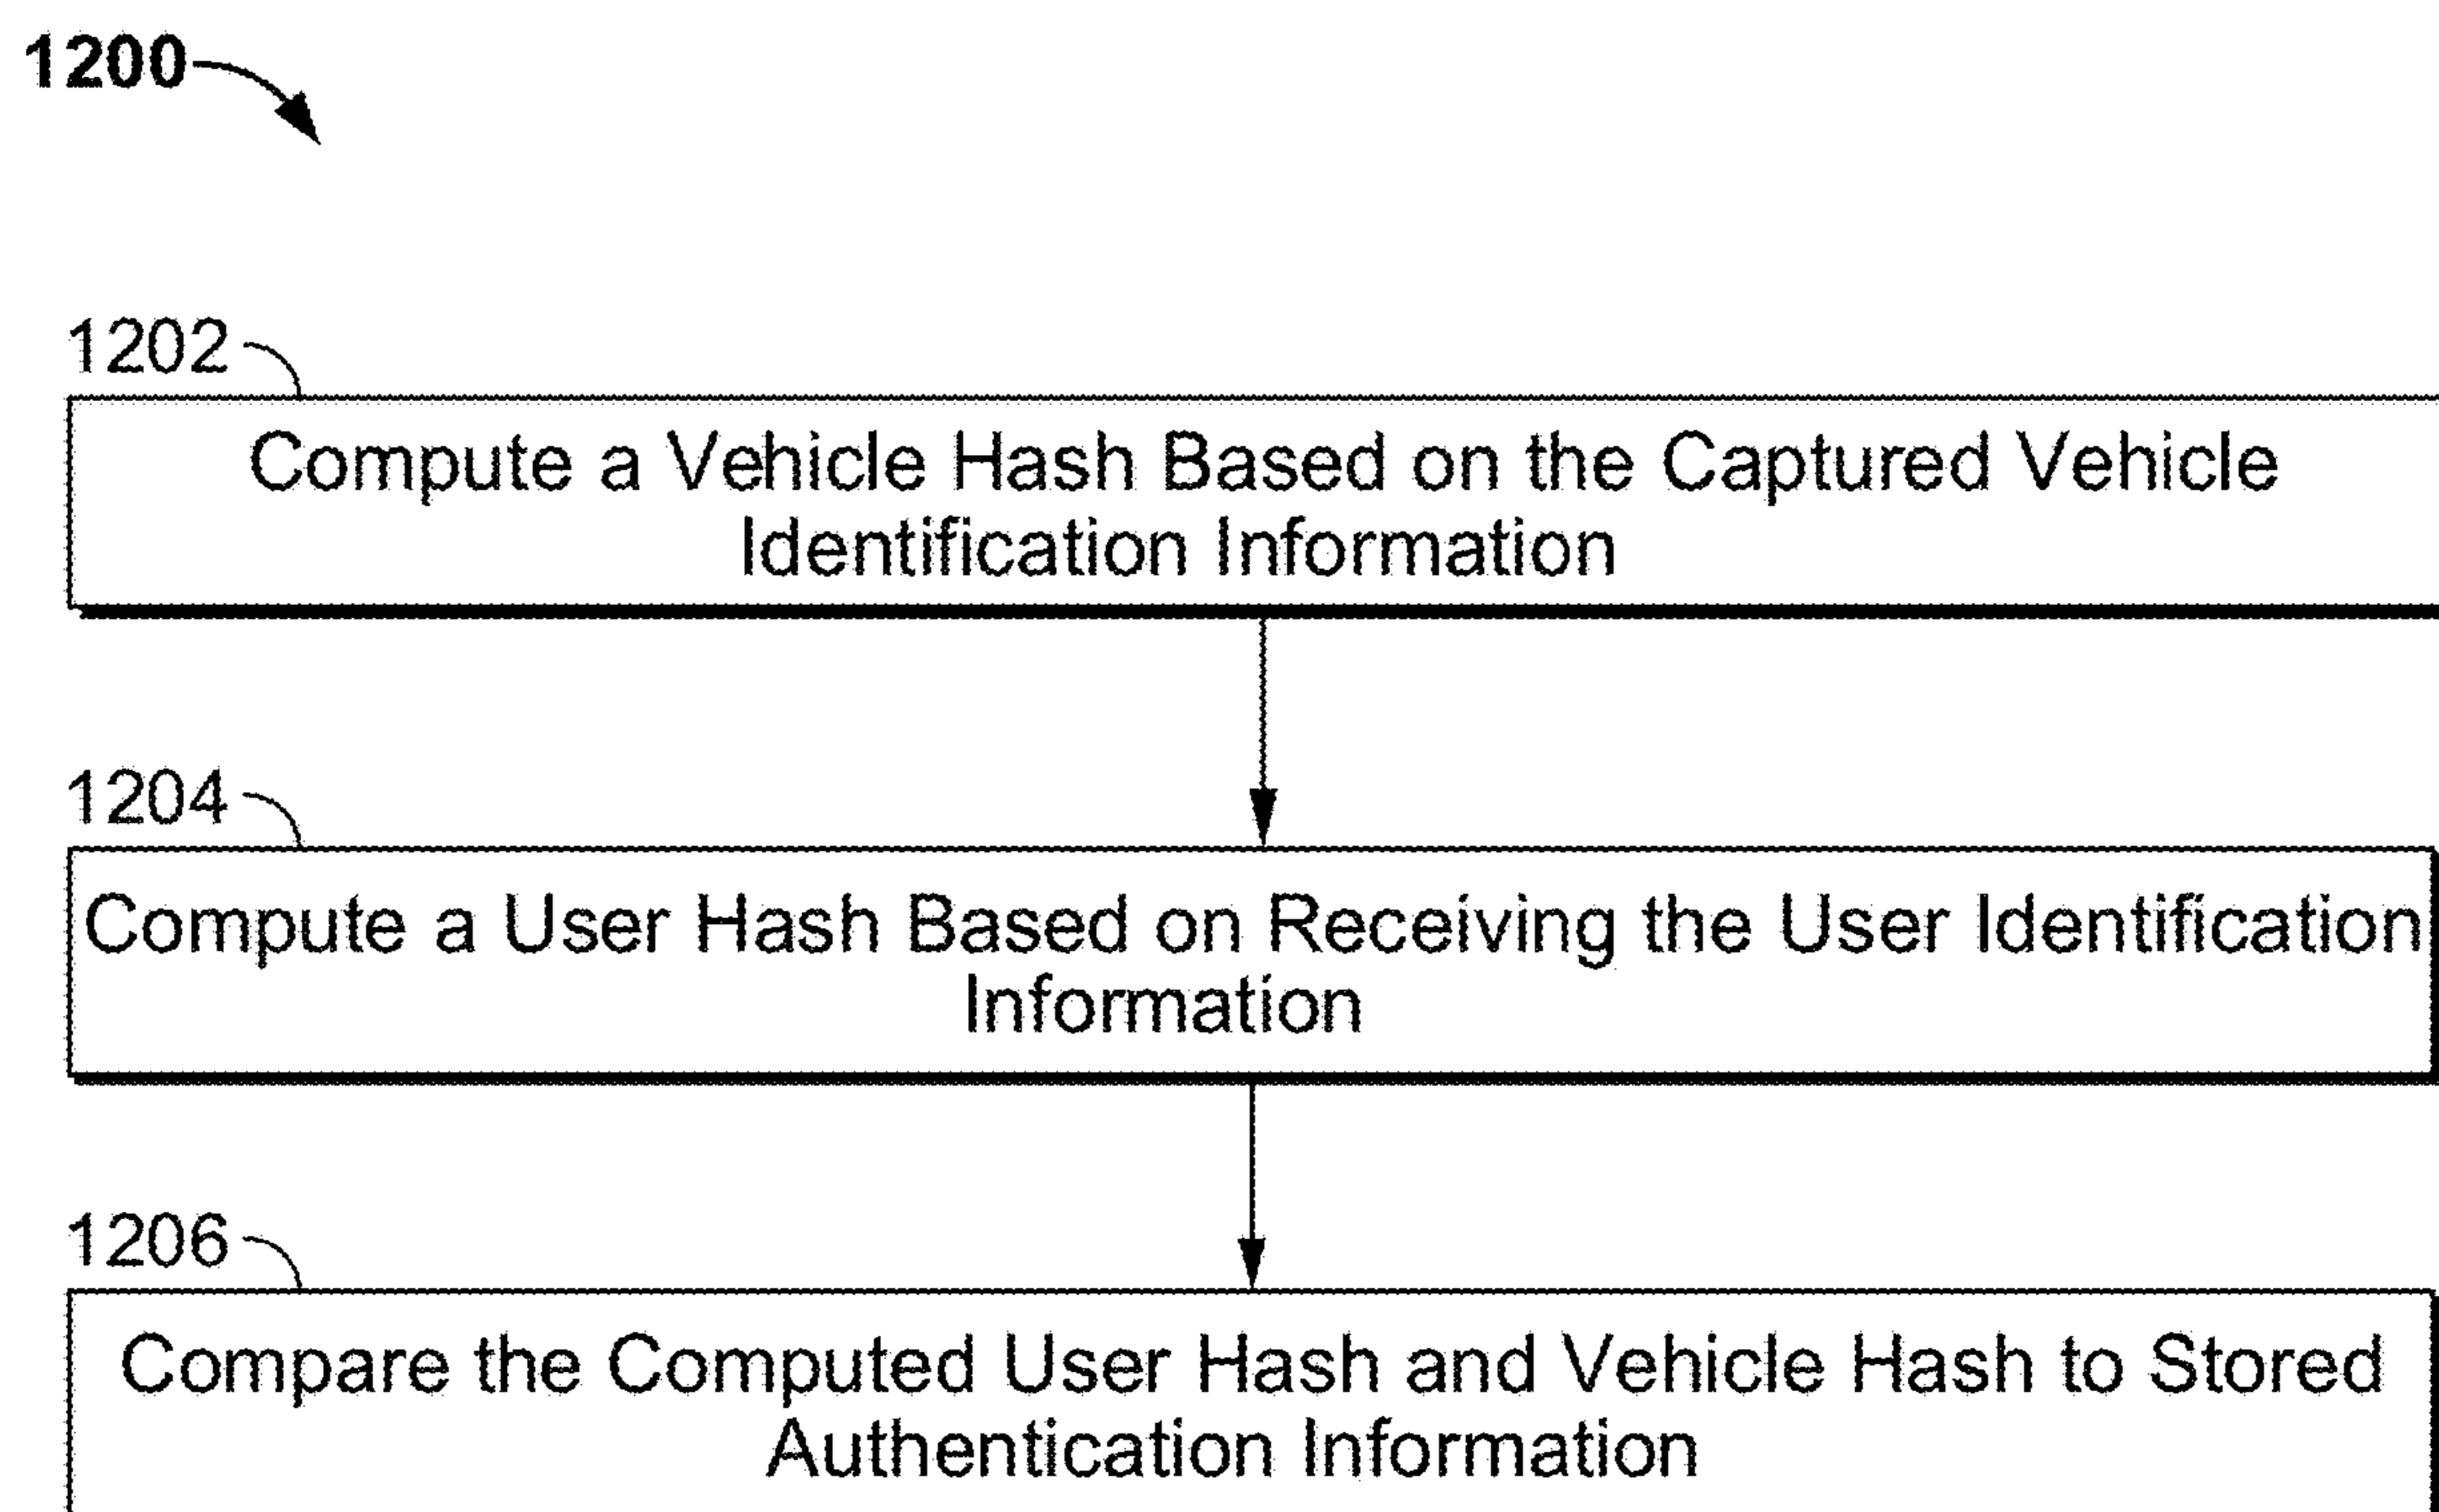 1200
1202
Compute a Vehicle Hash Based on the Captured Vehicle
Identification Information
1204
Compute a User Hash Based on Receiving the User Identification
Information
1206
Compare the Computed User Hash and Vehicle Hash to Stored
Authentication Information